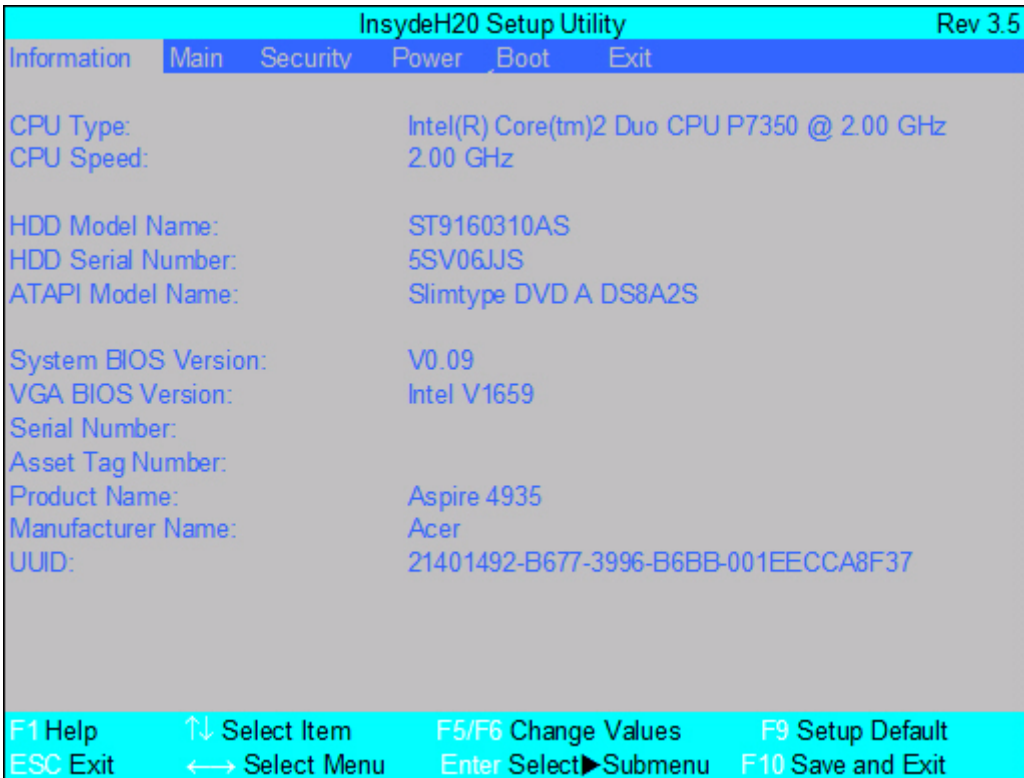 InsydeH20 Setup Utility Rev 3.5
Information Main Security Power Boot Exit
CPU Type: Intel(R) Core(tm)2 Duo CPU P7350 @ 2.00 GHz
CPU Speed: 2.00 GHz
HDD Model Name: ST9160310AS
HDD Serial Number: 5SV06JJS
ATAPI Model Name: Slimtype DVD A DS8A2S
System BIOS Version: V0.09
VGA BIOS Version: Intel V1659
Serial Number:
Asset Tag Number:
Product Name: Aspire 4935
Manufacturer Name: Acer
UUID: 21401492-B677-3996-B6BB-001EECCA8F37
F1 Help ↑↓ Select Item F5/F6 Change Values F9 Setup Default
ESC Exit ←→ Select Menu Enter Select▶Submenu F10 Save and Exit